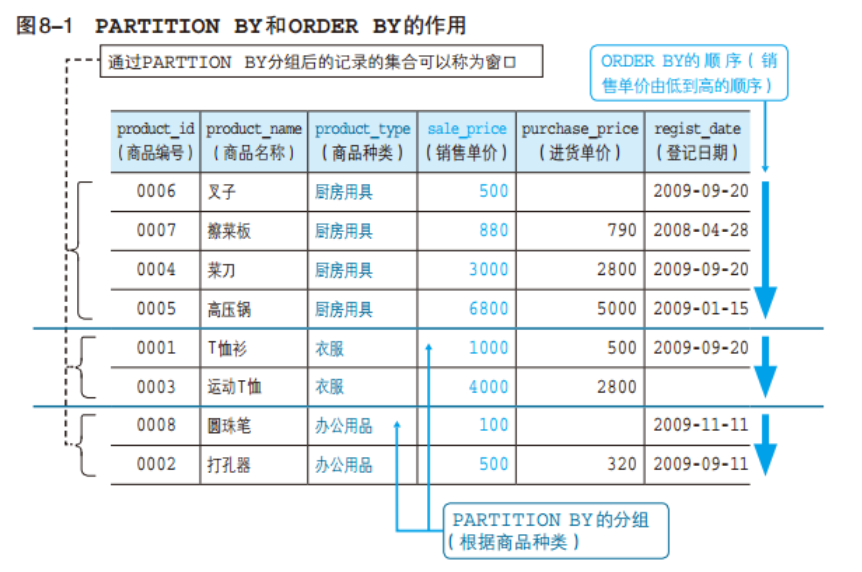 图8-1 PARTITION BY和ORDER BY的作用
通过PARTTION BY分组后的记录的集合可以称为窗口
ORDER BY的顺序(销
售单价由低到高的顺序)
product_id product_name product_type sale_price purchase_price regist_date
(商品编号) (商品名称) (商品种类) (销售单价) (进货单价) (登记日期)
0006 叉子 厨房用具 500 2009-09-20
0007 擦菜板 厨房用具 880 790 2008-04-28
0004 菜刀 厨房用具 3000 2800 2009-09-20
0005 高压锅 厨房用具 6800 5000 2009-01-15
0001 T恤衫 衣服 1000 500 2009-09-20
0003 运动T恤 衣服 4000 2800
0008 圆珠笔 办公用品 100 2009-11-11
0002 打孔器 办公用品 500 320 2009-09-11
PARTITION BY的分组
(根据商品种类)